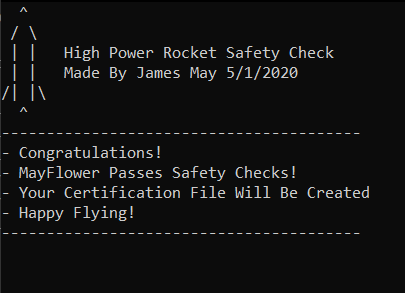 High Power Rocket Safety Check
Made By James May 5/1/2020
- Congratulations!
- MayFlower Passes Safety Checks!
- Your Certification File Will Be Created
- Happy Flying!